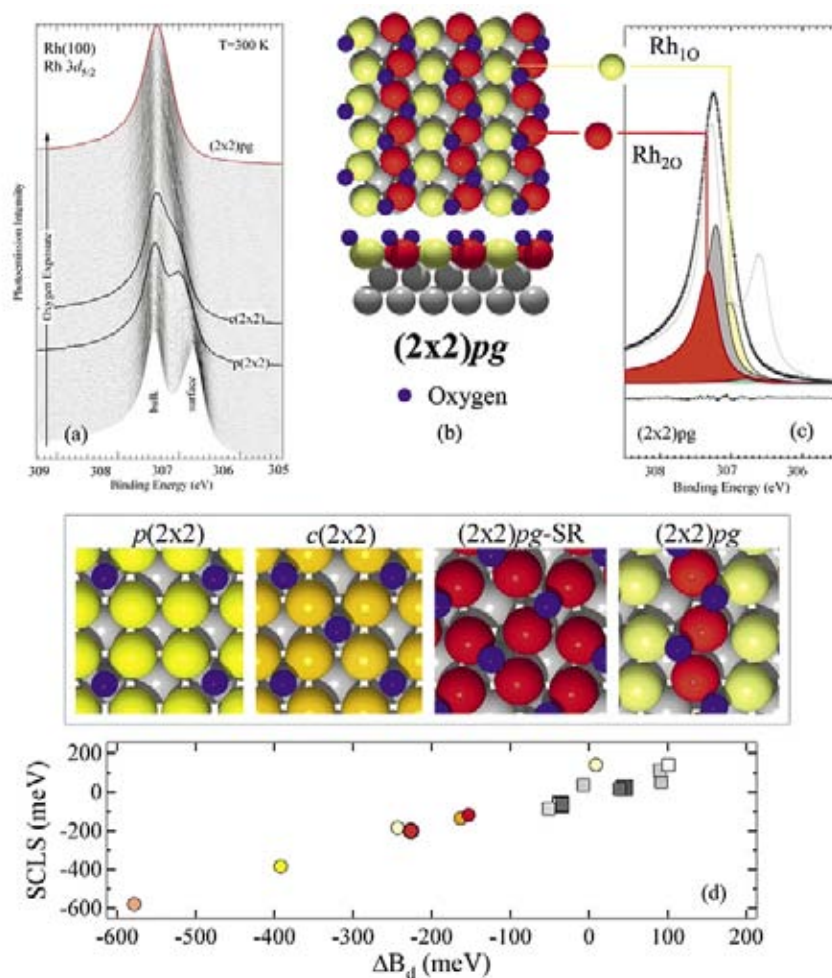 Rh(100)
Rh 3d5/2
T=300 K
(2x2)pg
c(2x2)
p(2x2)
Photoemission Intensity
Oxygen Exposure
bulk
surface
(a)
309 308 307 306 305
Binding Energy (eV)
(2x2)pg
Oxygen
(b)
Rh1O
Rh2O
(2x2)pg
(c)
308 307 306
Binding Energy (eV)
p(2x2) c(2x2) (2x2)pg-SR (2x2)pg
SCLS (meV)
200
0
-200
-400
-600
(d)
-600 -500 -400 -300 -200 -100 0 100 200
ΔBd (meV)